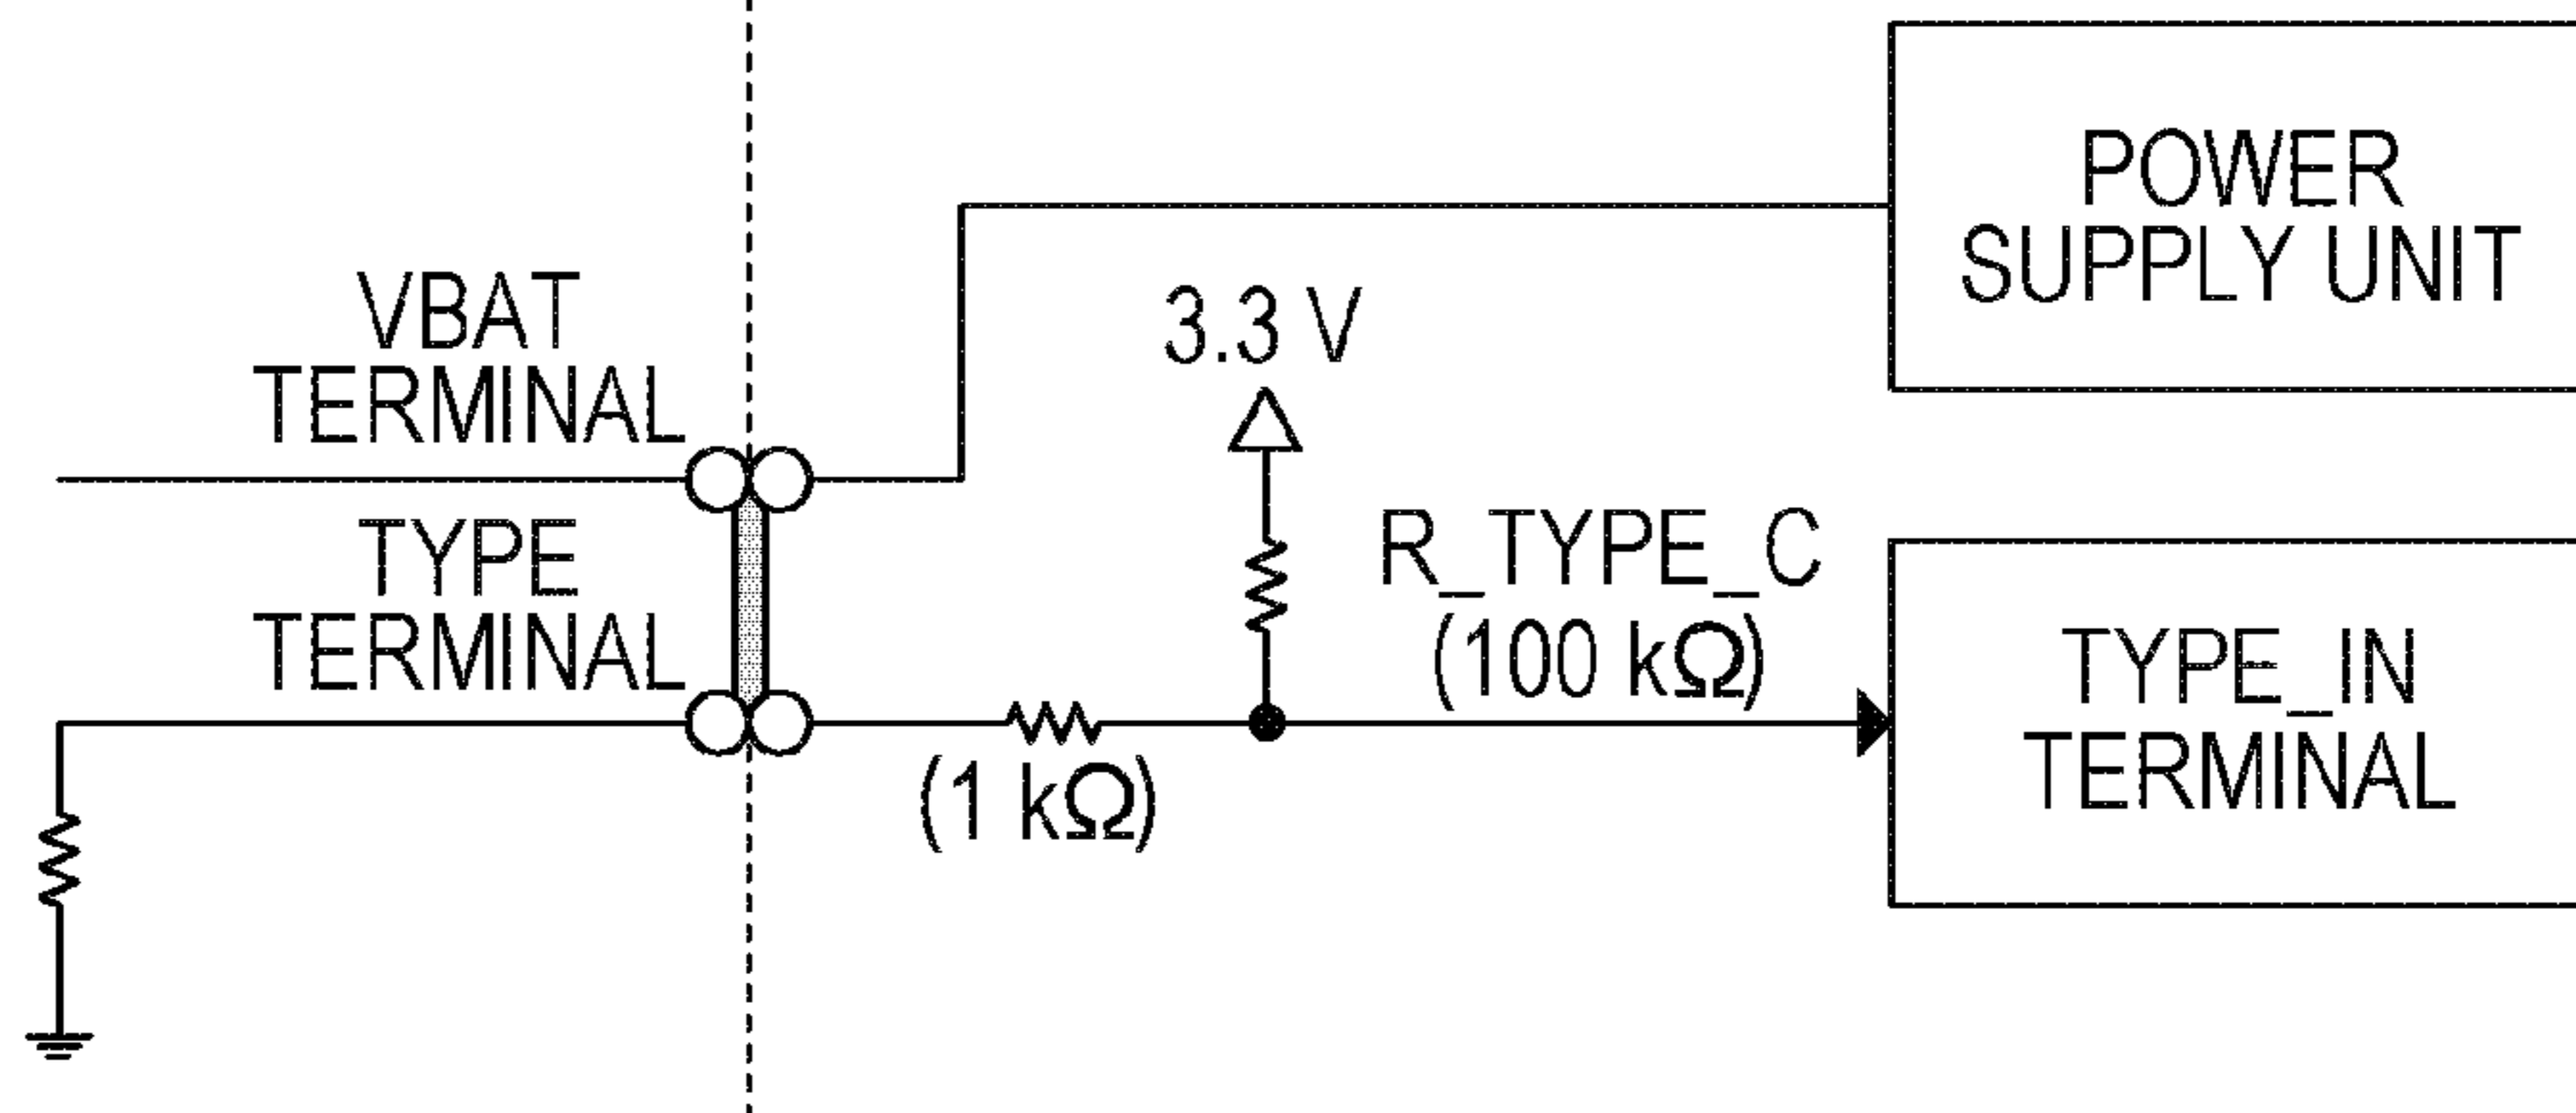 POWER
SUPPLY UNIT
VBAT
TERMINAL
3.3 V
TYPE
TERMINAL
R_TYPE_C
(100 kΩ)
TYPE_IN
TERMINAL
(1 kΩ)